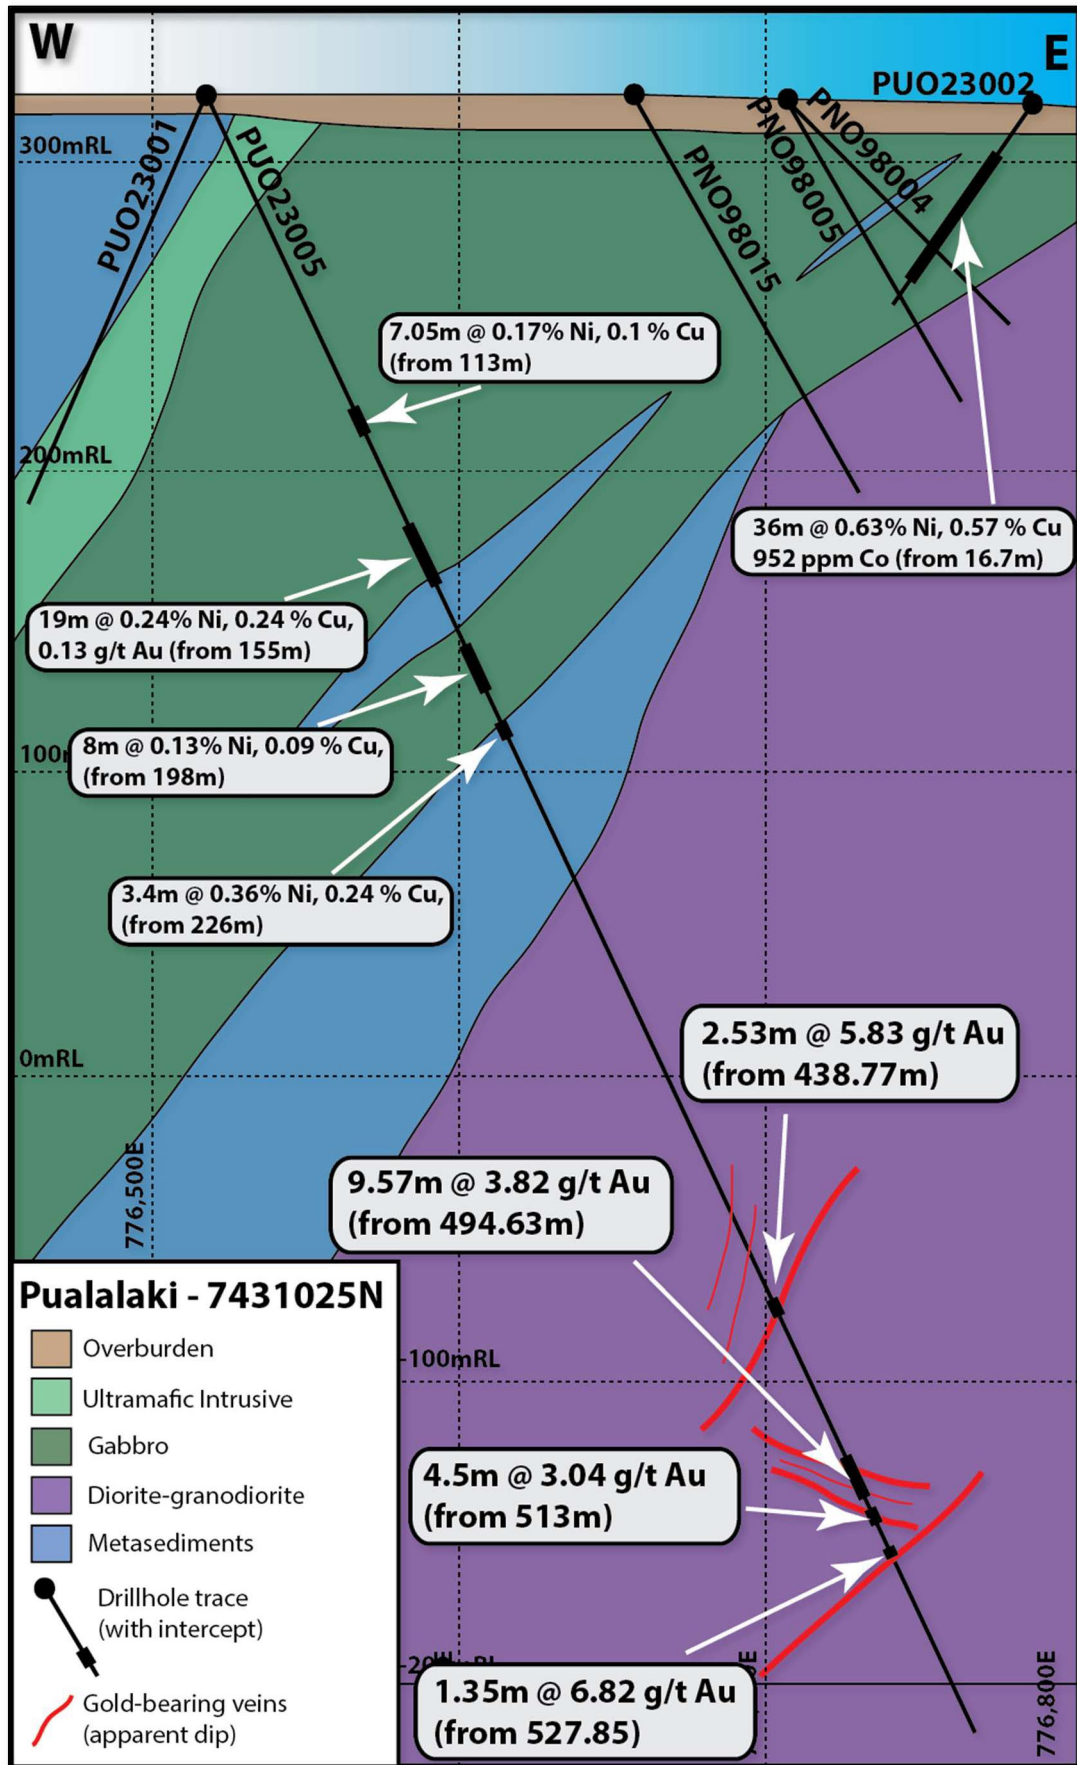 W
E
PUO23002
PUO23001
PUO23005
PNO98015
PNO98005
PNO98004
300mRL
7.05m @ 0.17% Ni, 0.1 % Cu
(from 113m)
200mRL
36m @ 0.63% Ni, 0.57 % Cu
952 ppm Co (from 16.7m)
19m @ 0.24% Ni, 0.24 % Cu,
0.13 g/t Au (from 155m)
8m @ 0.13% Ni, 0.09 % Cu,
(from 198m)
3.4m @ 0.36% Ni, 0.24 % Cu,
(from 226m)
0mRL
2.53m @ 5.83 g/t Au
(from 438.77m)
776,500E
9.57m @ 3.82 g/t Au
(from 494.63m)
Pualalaki - 7431025N
Overburden
Ultramafic Intrusive
Gabbro
Diorite-granodiorite
Metasediments
Drillhole trace
(with intercept)
Gold-bearing veins
(apparent dip)
-100mRL
4.5m @ 3.04 g/t Au
(from 513m)
1.35m @ 6.82 g/t Au
(from 527.85)
776,800E